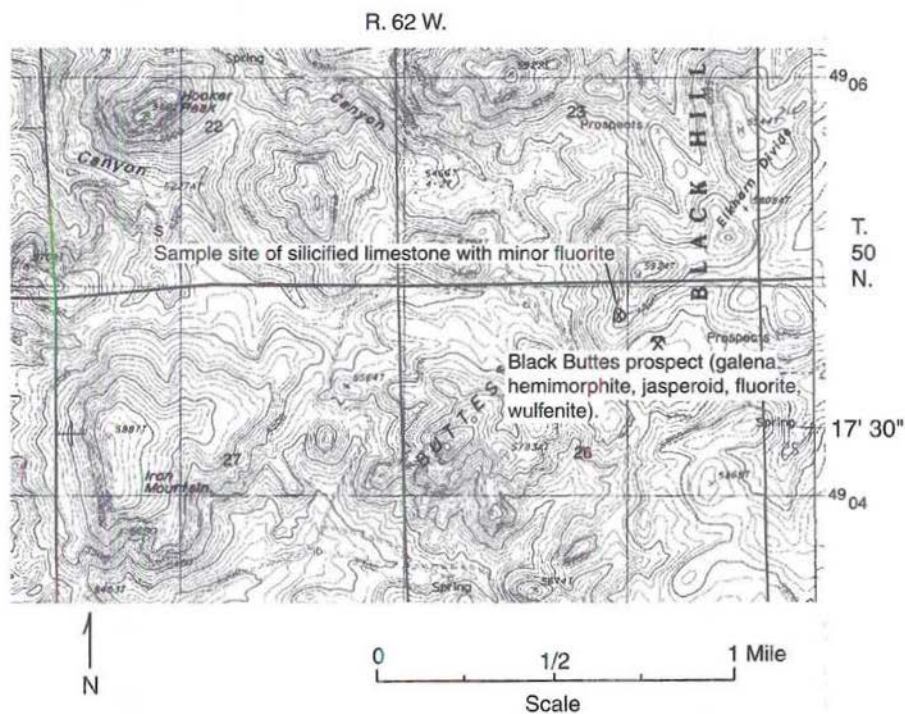 R. 62 W.
Spring
Hooker
Peak
22
Canyon
Canyon
23
Prospects
BLACK HILLS
Elkhorn Divide
49 06
T.
50
N.
Sample site of silicified limestone with minor fluorite
Prospects
Black Buttes prospect (galena,
hemimorphite, jasperoid, fluorite,
wulfenite).
BUTTES
Spring
17' 30"
27
26
Iron
Mountain
49 04
Spring
N
0 1/2 1 Mile
Scale